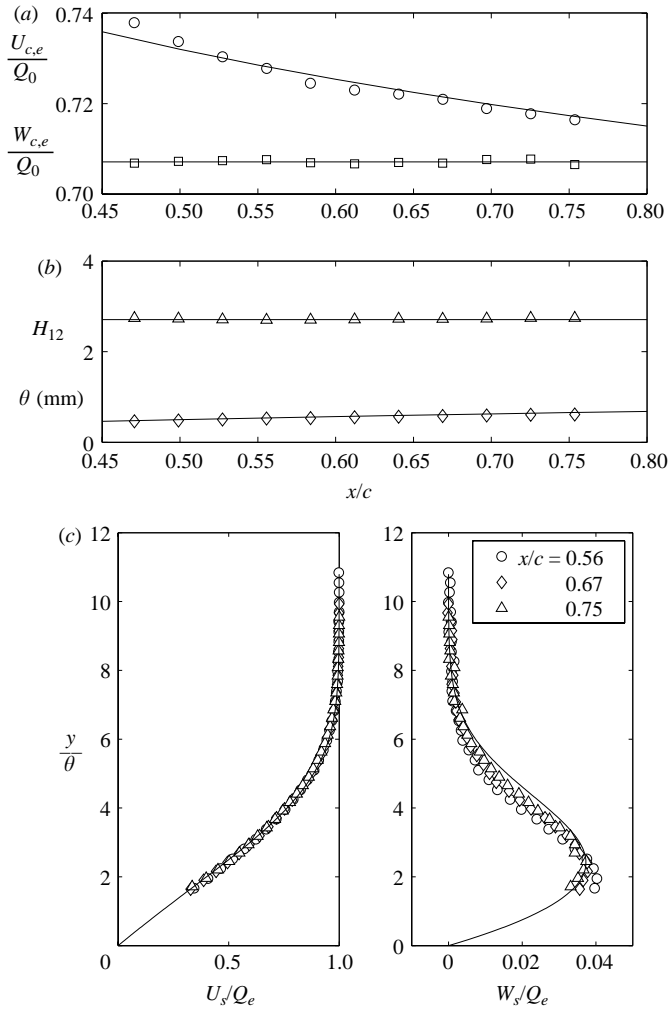 (a)
0.74
0.72
0.70
U_{c,e}
Q_0
W_{c,e}
Q_0
0.45 0.50 0.55 0.60 0.65 0.70 0.75 0.80
(b)
4
2
0
H_{12}
θ (mm)
0.45 0.50 0.55 0.60 0.65 0.70 0.75 0.80
x/c
(c)
12
10
8
6
4
2
0
y
θ
0.5 1.0
U_s/Q_e
12
10
8
6
4
2
0
x/c = 0.56
0.67
0.75
0 0.02 0.04
W_s/Q_e